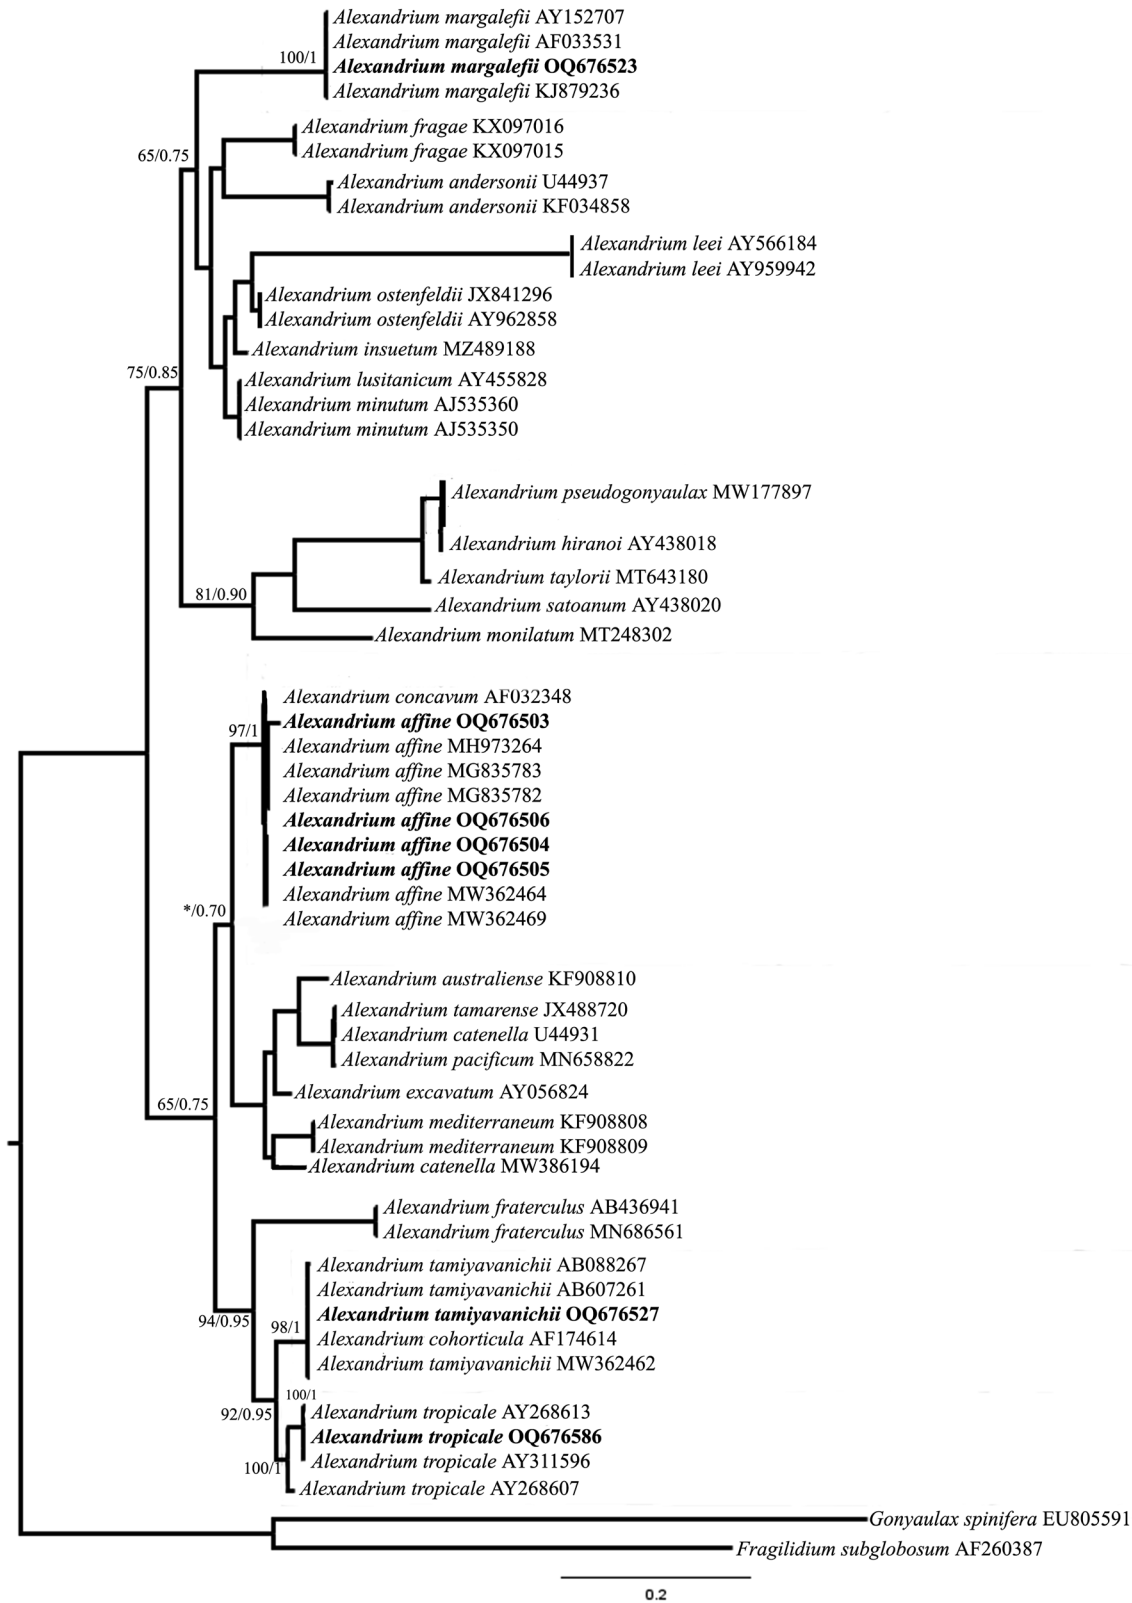 Alexandrium margalefii AY152707
Alexandrium margalefii AF033531
100/1
Alexandrium margalefii OQ676523
Alexandrium margalefii KJ879236
Alexandrium fragae KX097016
Alexandrium fragae KX097015
65/0.75
Alexandrium andersonii U44937
Alexandrium andersonii KF034858
Alexandrium leei AY566184
Alexandrium leei AY959942
Alexandrium ostenfeldii JX841296
Alexandrium ostenfeldii AY962858
Alexandrium insuetum MZ489188
75/0.85
Alexandrium lusitanicum AY455828
Alexandrium minutum AJ535360
Alexandrium minutum AJ535350
Alexandrium pseudogonyaulax MW177897
Alexandrium hiranoi AY438018
Alexandrium taylorii MT643180
81/0.90
Alexandrium satoanum AY438020
Alexandrium monilatum MT248302
Alexandrium concavum AF032348
Alexandrium affine OQ676503
97/1
Alexandrium affine MH973264
Alexandrium affine MG835783
Alexandrium affine MG835782
Alexandrium affine OQ676506
Alexandrium affine OQ676504
Alexandrium affine OQ676505
Alexandrium affine MW362464
*/0.70
Alexandrium affine MW362469
Alexandrium australiense KF908810
Alexandrium tamarense JX488720
Alexandrium catenella U44931
Alexandrium pacificum MN658822
Alexandrium excavatum AY056824
65/0.75
Alexandrium mediterraneum KF908808
Alexandrium mediterraneum KF908809
Alexandrium catenella MW386194
Alexandrium fraterculus AB436941
Alexandrium fraterculus MN686561
Alexandrium tamiyavanichii AB088267
Alexandrium tamiyavanichii AB607261
Alexandrium tamiyavanichii OQ676527
94/0.95
98/1
Alexandrium cohorticula AF174614
Alexandrium tamiyavanichii MW362462
100/1
Alexandrium tropicale AY268613
92/0.95
Alexandrium tropicale OQ676586
Alexandrium tropicale AY311596
100/1
Alexandrium tropicale AY268607
Gonyaulax spinifera EU805591
Fragilidium subglobosum AF260387
0.2